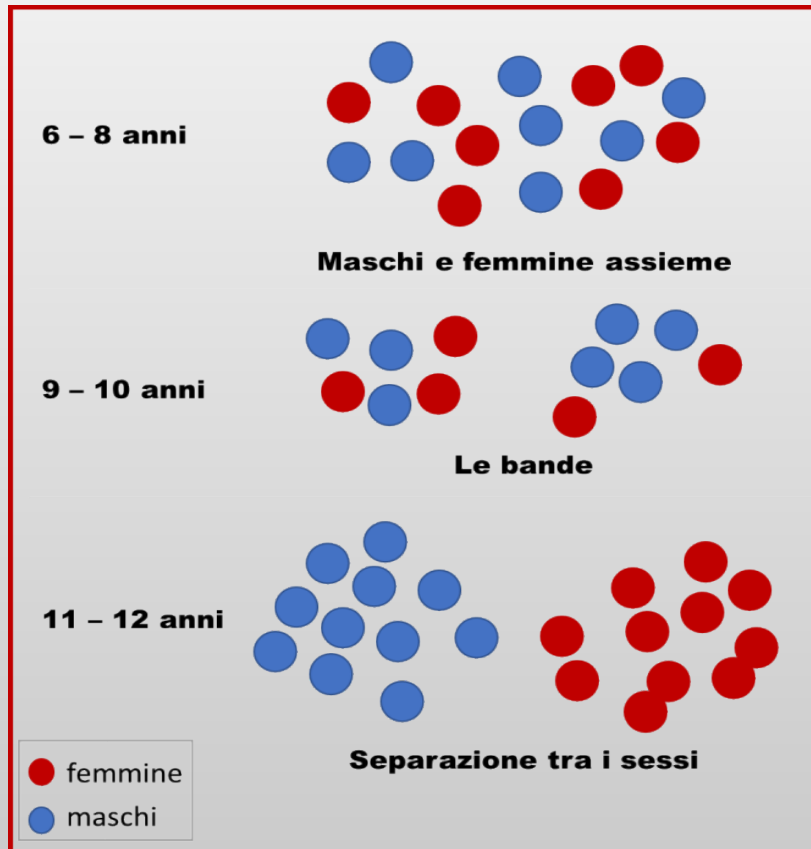 6 – 8 anni
Maschi e femmine assieme
9 – 10 anni
Le bande
11 – 12 anni
Separazione tra i sessi
femmine
maschi